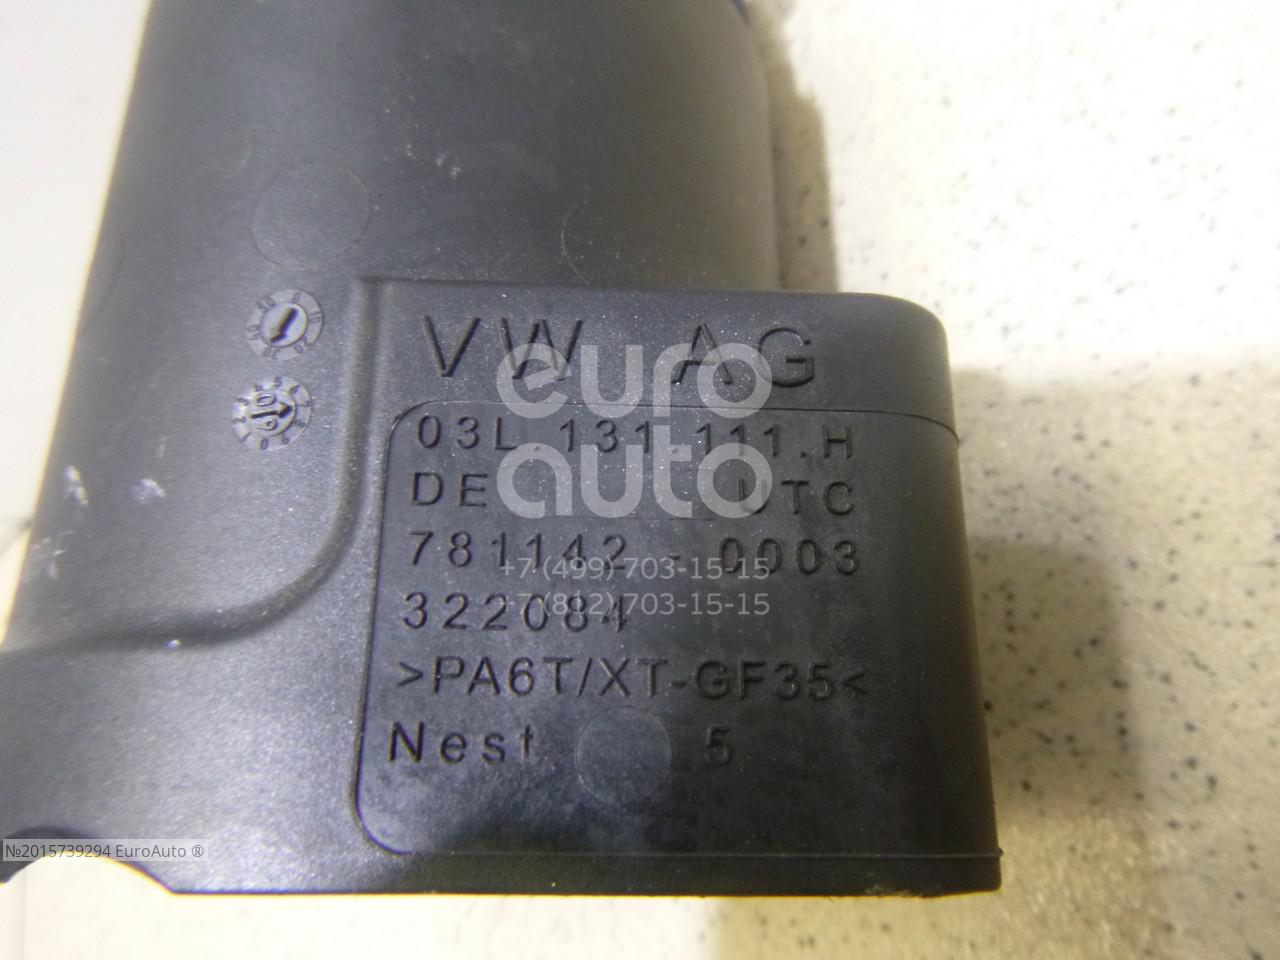 VW AG
03L.131.111.H
DE UTC
781142-0003
322084
>PA6T/XT-GF35<
Nest 5
euro
auto
+7 (499) 703-15-15
+7 (812) 703-15-15
№2015739294 EuroAuto ®